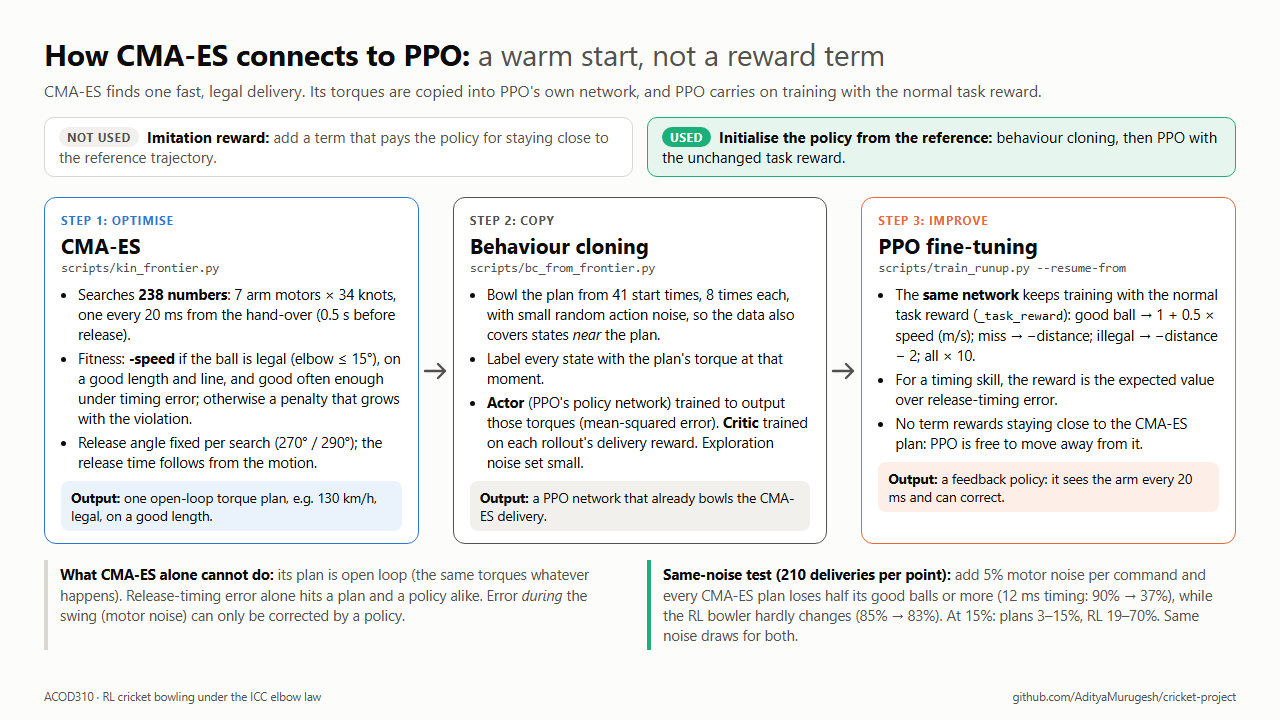 How CMA-ES connects to PPO: a warm start, not a reward term
CMA-ES finds one fast, legal delivery. Its torques are copied into PPO's own network, and PPO carries on training with the normal task reward.
NOT USED Imitation reward: add a term that pays the policy for staying close to
the reference trajectory.
USED Initialise the policy from the reference: behaviour cloning, then PPO with
the unchanged task reward.
STEP 1: OPTIMISE
CMA-ES
scripts/kin_frontier.py
• Searches 238 numbers: 7 arm motors × 34 knots,
one every 20 ms from the hand-over (0.5 s before
release).
• Fitness: -speed if the ball is legal (elbow ≤ 15°), on
a good length and line, and good often enough
under timing error; otherwise a penalty that grows
with the violation.
• Release angle fixed per search (270° / 290°); the
release time follows from the motion.
Output: one open-loop torque plan, e.g. 130 km/h,
legal, on a good length.
→
STEP 2: COPY
Behaviour cloning
scripts/bc_from_frontier.py
• Bowl the plan from 41 start times, 8 times each,
with small random action noise, so the data also
covers states near the plan.
• Label every state with the plan's torque at that
moment.
• Actor (PPO's policy network) trained to output
those torques (mean-squared error). Critic trained
on each rollout's delivery reward. Exploration
noise set small.
Output: a PPO network that already bowls the CMA-
ES delivery.
→
STEP 3: IMPROVE
PPO fine-tuning
scripts/train_runup.py --resume-from
• The same network keeps training with the normal
task reward (_task_reward): good ball → 1 + 0.5 ×
speed (m/s); miss → −distance; illegal → −distance
− 2; all × 10.
• For a timing skill, the reward is the expected value
over release-timing error.
• No term rewards staying close to the CMA-ES
plan: PPO is free to move away from it.
Output: a feedback policy: it sees the arm every 20
ms and can correct.
What CMA-ES alone cannot do: its plan is open loop (the same torques whatever
happens). Release-timing error alone hits a plan and a policy alike. Error during the
swing (motor noise) can only be corrected by a policy.
Same-noise test (210 deliveries per point): add 5% motor noise per command and
every CMA-ES plan loses half its good balls or more (12 ms timing: 90% → 37%), while
the RL bowler hardly changes (85% → 83%). At 15%: plans 3–15%, RL 19–70%. Same
noise draws for both.
ACOD310 · RL cricket bowling under the ICC elbow law
github.com/AdityaMurugesh/cricket-project